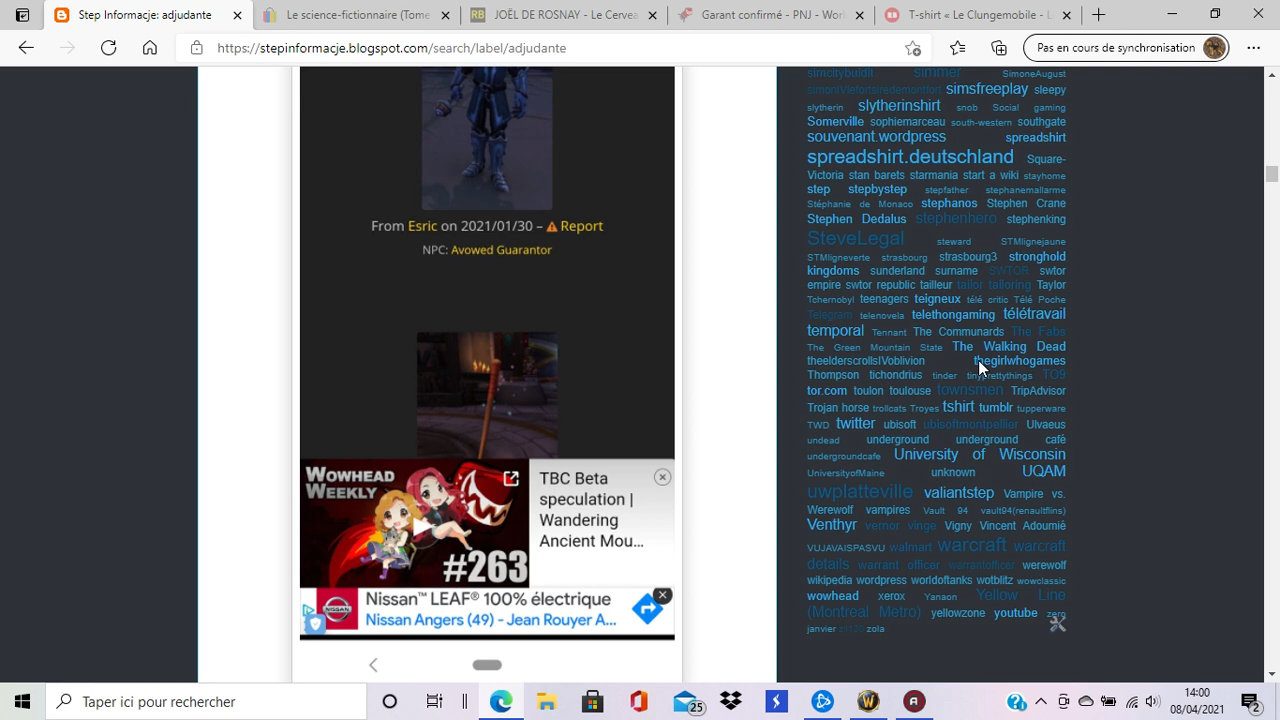 Step Informacje: adjudante
Le science-fictionnaire (Tome
JOËL DE ROSNAY - Le Cervea
Garant confirmé - PNJ - Work
T-shirt « Let's
https://stepinformacje.blogspot.com/search/label/adjudante
Pas en cours de synchronisation
From Esric on 2021/01/30 – Report
NPC: Avowed Guarantor
WOWHEAD WEEKLY
#263
TBC Beta
speculation |
Wandering
Ancient Mou...
Nissan™ LEAF® 100% électrique
Nissan Angers (49) - Jean Rouyer A...
simcitybuildit simmer SimoneAugust
simsfreeplay sleepy
slytherin slytherinshirt snob Social gaming
Somerville sophiemarceau south-western southgate
souvenant.wordpress spreadshirt
spreadshirt.deutschland Square-
Victoria stan barets starmania start a wiki stayhome
step stepbystep stepfather stephanemallarme
Stéphanie de Monaco stephanos Stephen Crane
Stephen Dedalus stephenhero stephenking
SteveLegal steward STMlignejaune
STMligneverte strasbourg strasbourg3 stronghold
kingdoms sunderland surname SWTOR swtor
empire swtor republic tailleur tailor tailoring Taylor
Tchernobyl teenagers teigneux télé critic Télé Poche
Telegram telenovela telethongaming télétravail
temporal Tennant The Communards The Fabs
The Green Mountain State The Walking Dead
theelderscrollsIVoblivion thegirlwhogames
Thompson tichondrius tinder tinyprettythings TO9
tor.com toulon toulouse townsmen TripAdvisor
Trojan horse trollcats Troyes tshirt tumblr tupperware
TWD twitter ubisoft ubisoftmontpellier Ulvaeus
undead underground underground cafè
undergroundcafe University of Wisconsin
UniversityofMaine unknown UQAM
uwplatteville valiantstep Vampire vs.
Werewolf vampires Vault 94 vault94(renaultflins)
Venthyr vernor vinge Vigny Vincent Adoumié
VUJAVAISPASVU walmart warcraft warcraft
details warrant officer warrantofficer werewolf
wikipedia wordpress worldoftanks wotblitz wowclassic
wowhead xerox Yanaon Yellow Line
(Montreal Metro) yellowzone youtube zero
janvier zola
Taper ici pour rechercher
25
14:00
08/04/2021
2